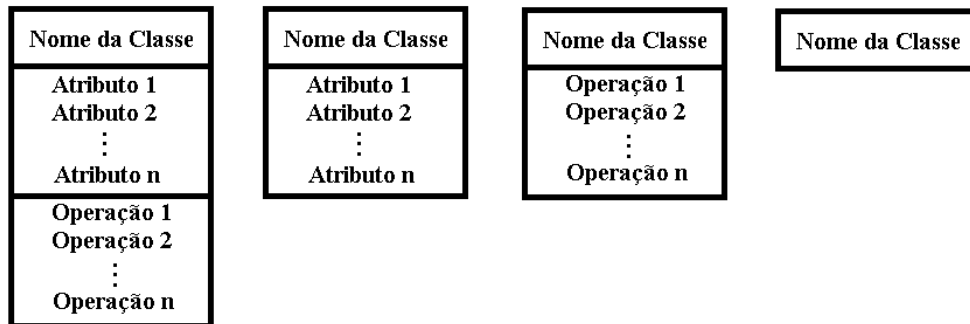 Nome da Classe
Atributo 1
Atributo 2
⋮
Atributo n
Operação 1
Operação 2
⋮
Operação n
Nome da Classe
Atributo 1
Atributo 2
⋮
Atributo n
Nome da Classe
Operação 1
Operação 2
⋮
Operação n
Nome da Classe